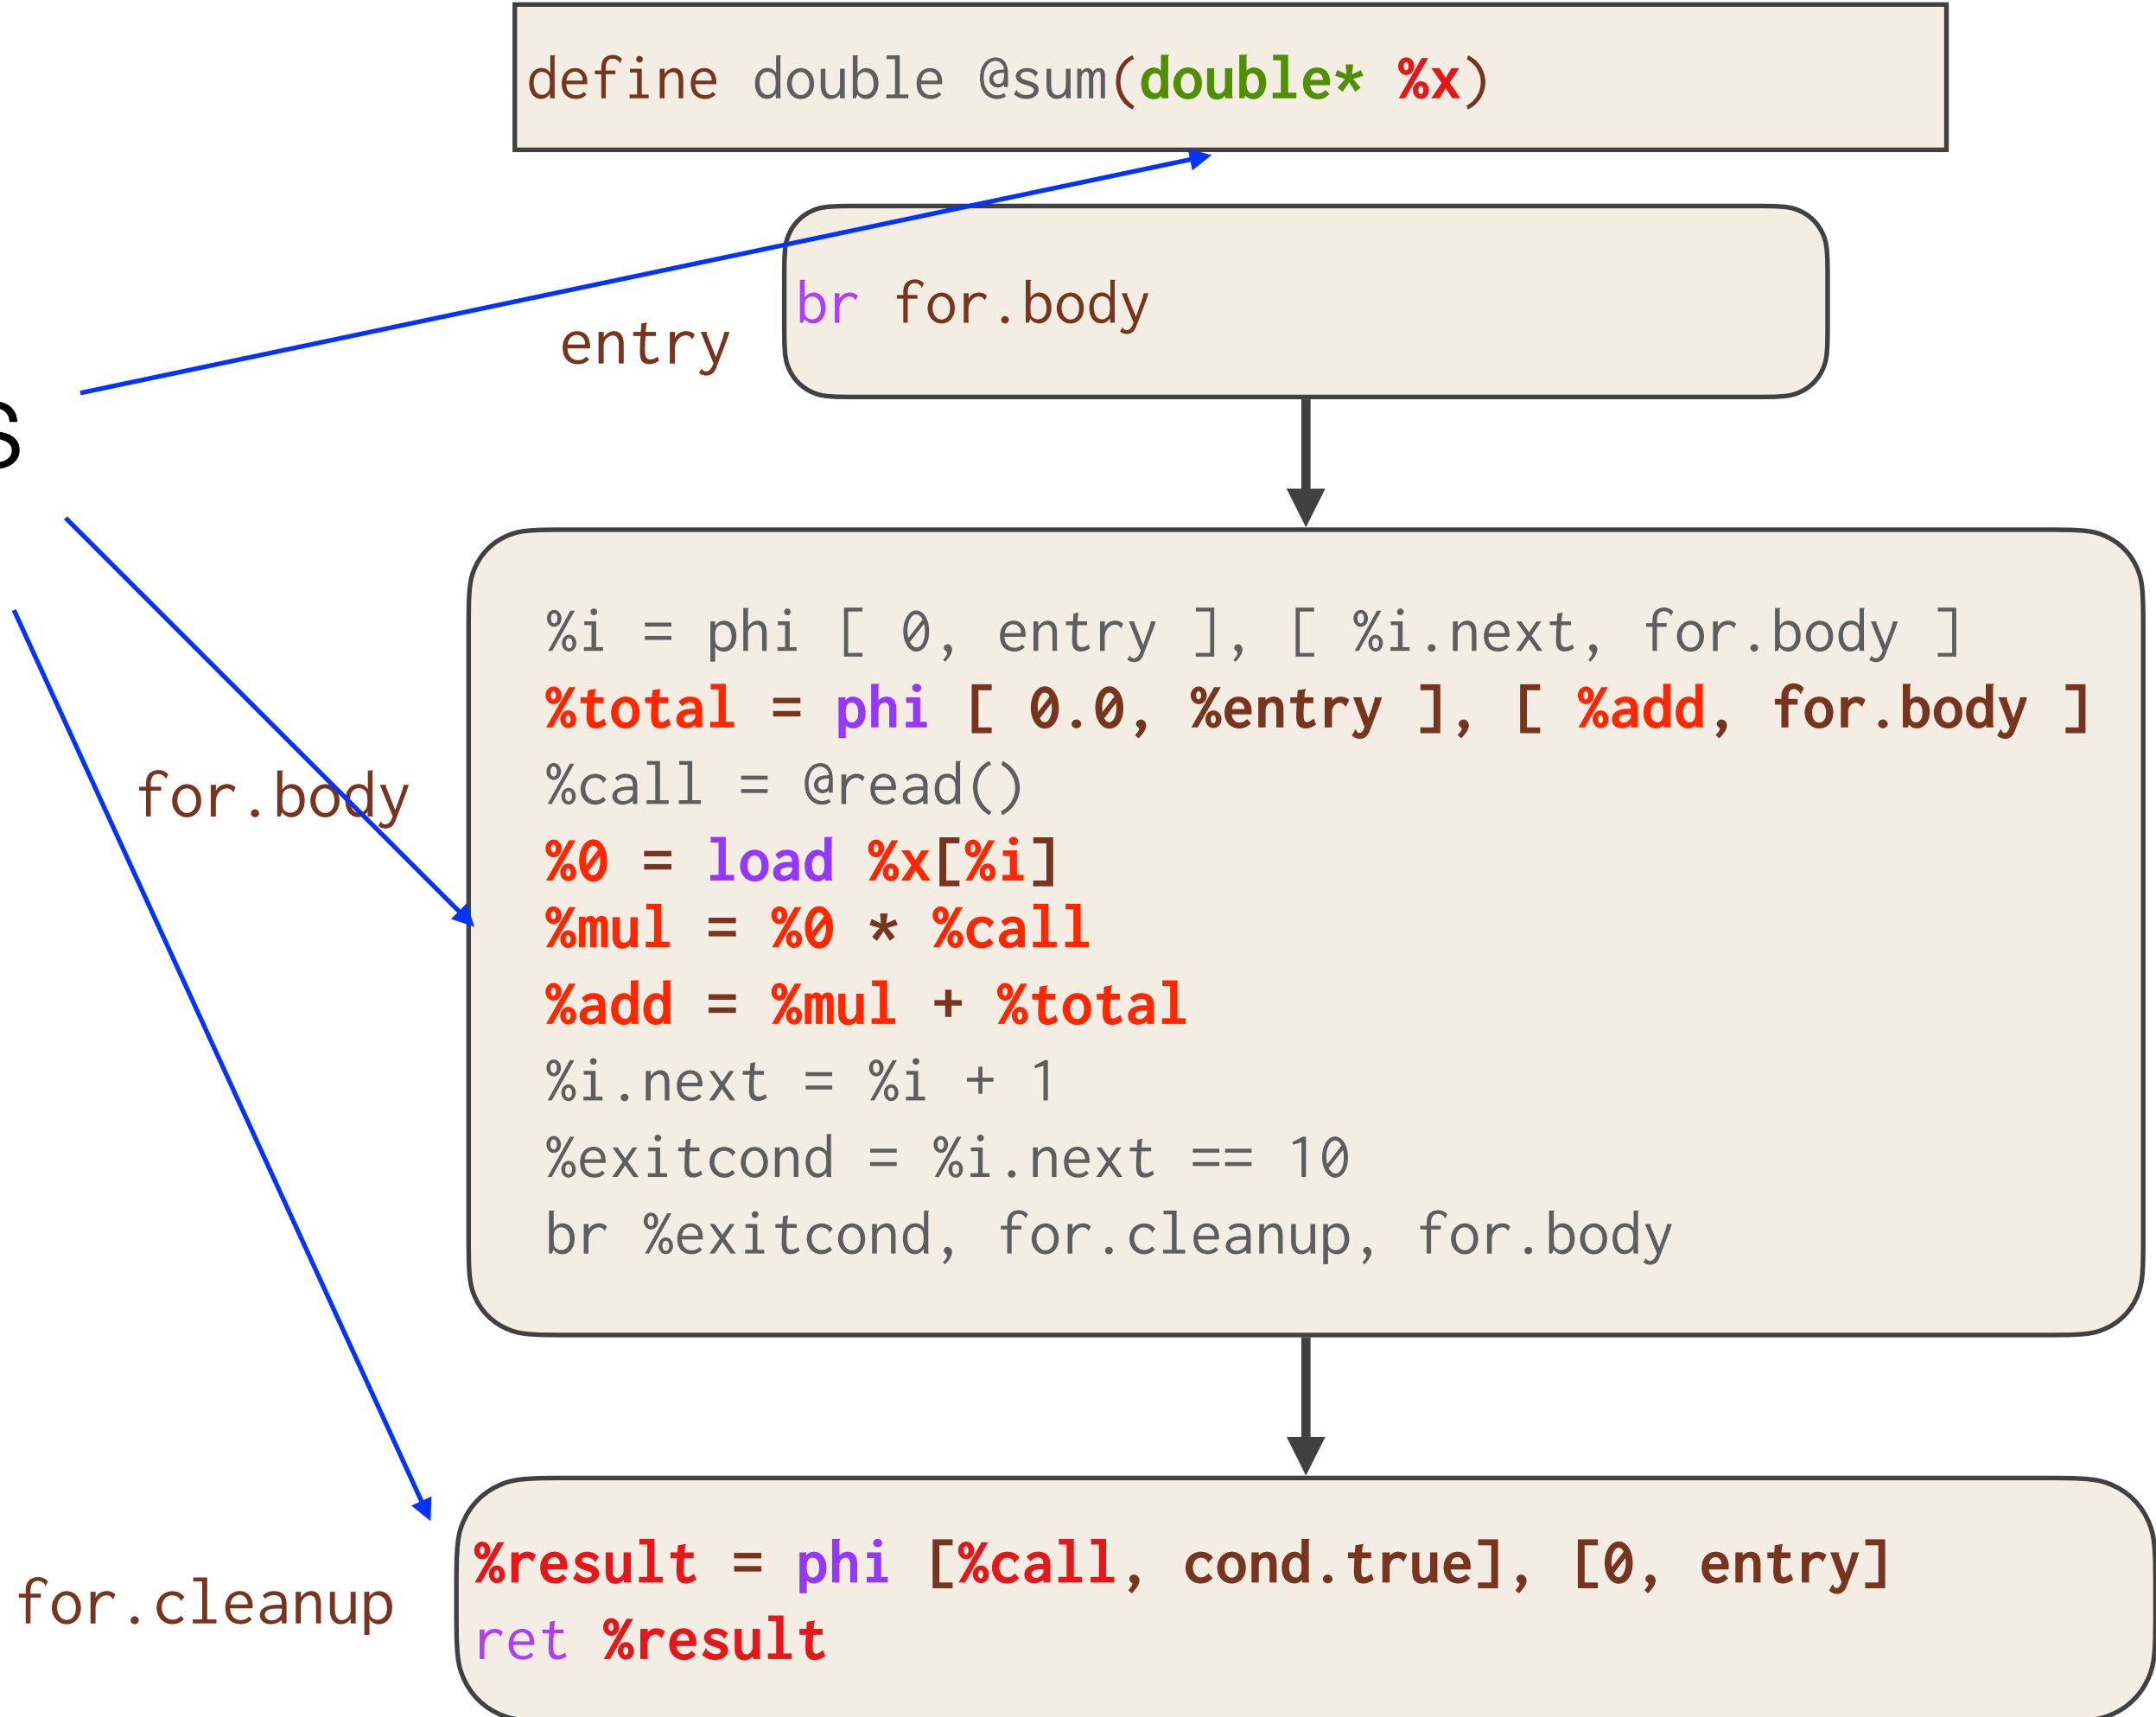 define double @sum(double* %x)
br for.body
entry
s
%i = phi [ 0, entry ], [ %i.next, for.body ]
%total = phi [ 0.0, %entry ], [ %add, for.body ]
%call = @read()
for.body
%0 = load %x[%i]
%mul = %0 * %call
%add = %mul + %total
%i.next = %i + 1
%exitcond = %i.next == 10
br %exitcond, for.cleanup, for.body
%result = phi [%call, cond.true], [0, entry]
for.cleanup
ret %result